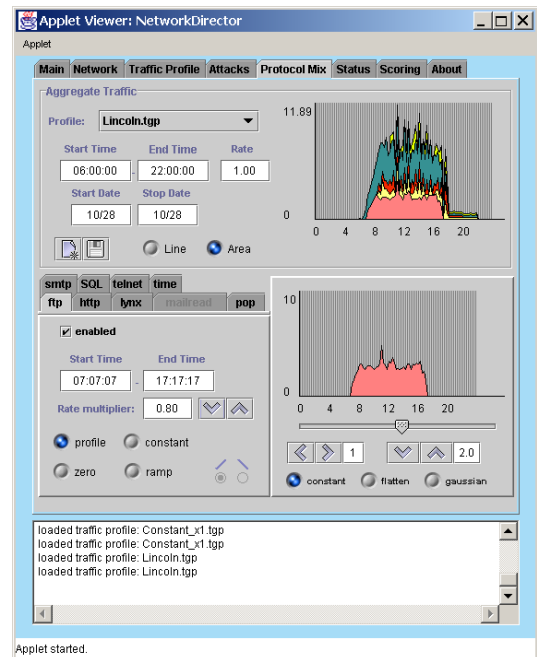 Applet Viewer: NetworkDirector
Applet
Main Network Traffic Profile Attacks Protocol Mix Status Scoring About
Aggregate Traffic
Profile: Lincoln.tgp
Start Time End Time Rate
06:00:00 - 22:00:00 1.00
Start Date Stop Date
10/28 10/28
Line Area
11.89
0
0 4 8 12 16 20
smtp SQL telnet time
ftp http lynx mailread pop
enabled
Start Time End Time
07:07:07 - 17:17:17
Rate multiplier: 0.80
profile constant
zero ramp
10
0
0 4 8 12 16 20
1 2.0
constant flatten gaussian
loaded traffic profile: Constant_x1.tgp
loaded traffic profile: Constant_x1.tgp
loaded traffic profile: Lincoln.tgp
loaded traffic profile: Lincoln.tgp
Applet started.